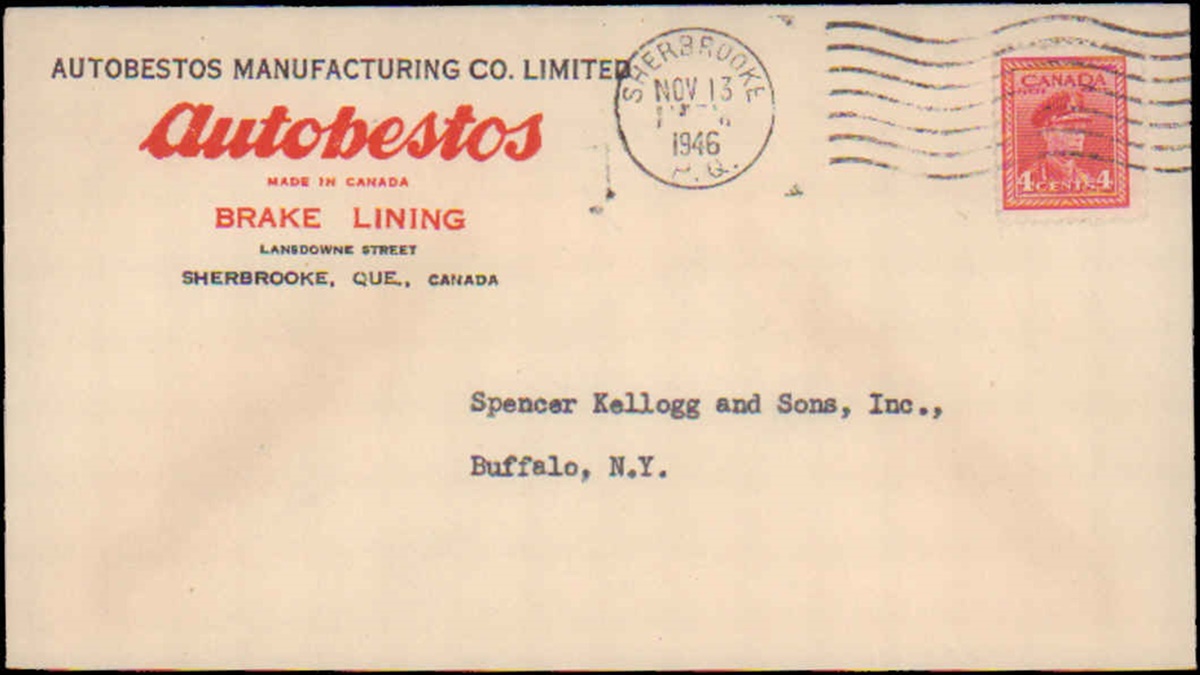 AUTOBESTOS MANUFACTURING CO. LIMITED
Autobestos
MADE IN CANADA
BRAKE LINING
LANSDOWNE STREET
SHERBROOKE, QUE., CANADA
SHERBROOKE
NOV 13
1946
P.Q.
CANADA
4 CENTS 4
Spencer Kellogg and Sons, Inc.,
Buffalo, N.Y.